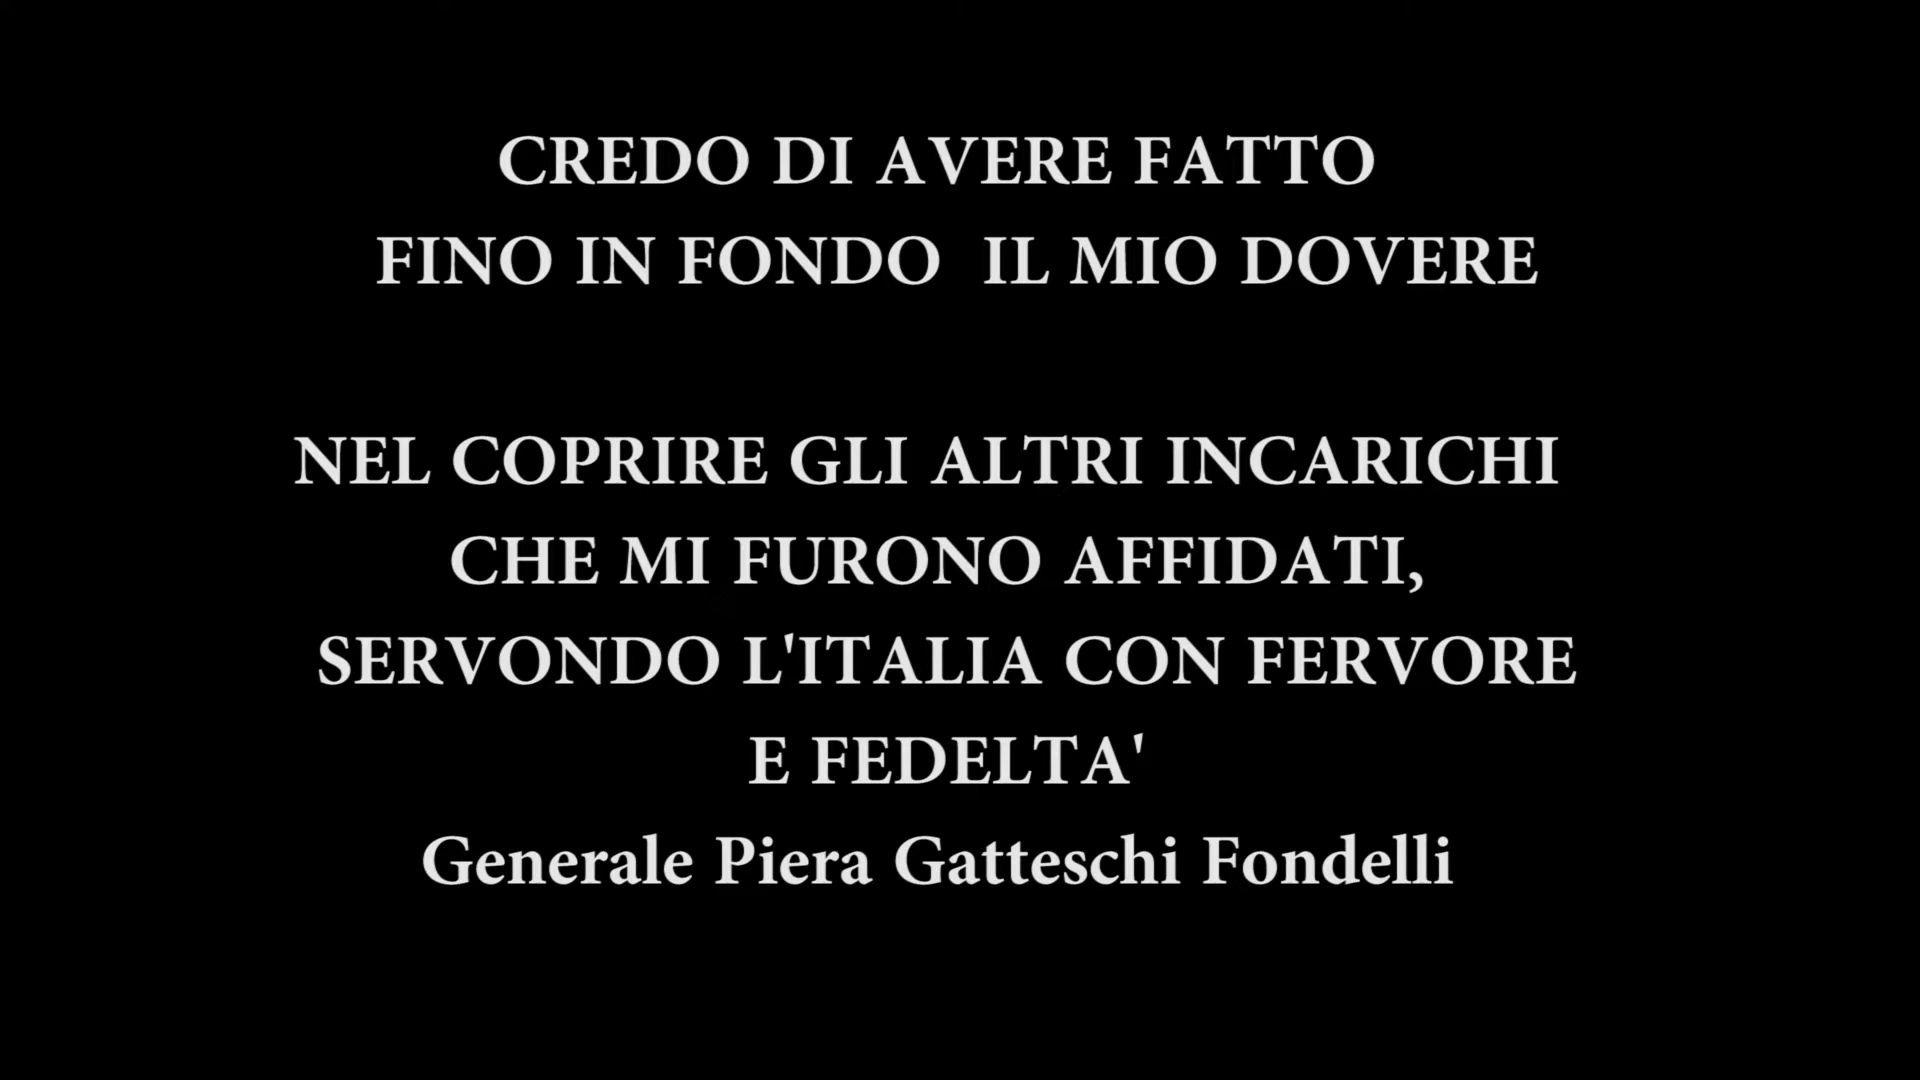 CREDO DI AVERE FATTO
FINO IN FONDO  IL MIO DOVERE
NEL COPRIRE GLI ALTRI INCARICHI
CHE MI FURONO AFFIDATI,
SERVONDO L'ITALIA CON FERVORE
E FEDELTA'
Generale Piera Gatteschi Fondelli